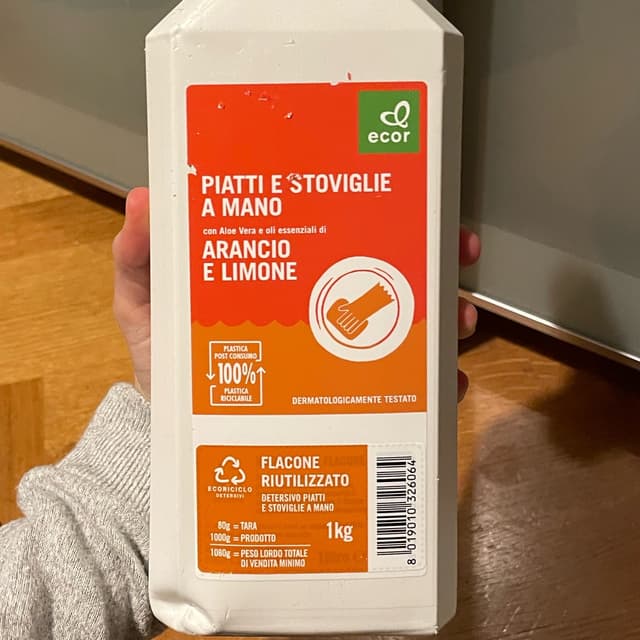 ecor
PIATTI E STOVIGLIE
A MANO
con Aloe Vera e oli essenziali di
ARANCIO
E LIMONE
PLASTICA
POST CONSUMO
100%
PLASTICA
RICICLABILE
DERMATOLOGICAMENTE TESTATO
ECORICICLO
DETERSIVI
FLACONE
RIUTILIZZATO
DETERSIVO PIATTI
E STOVIGLIE A MANO
80g = TARA
1000g = PRODOTTO
1kg
1080g = PESO LORDO TOTALE
DI VENDITA MINIMO
8 019010 326064